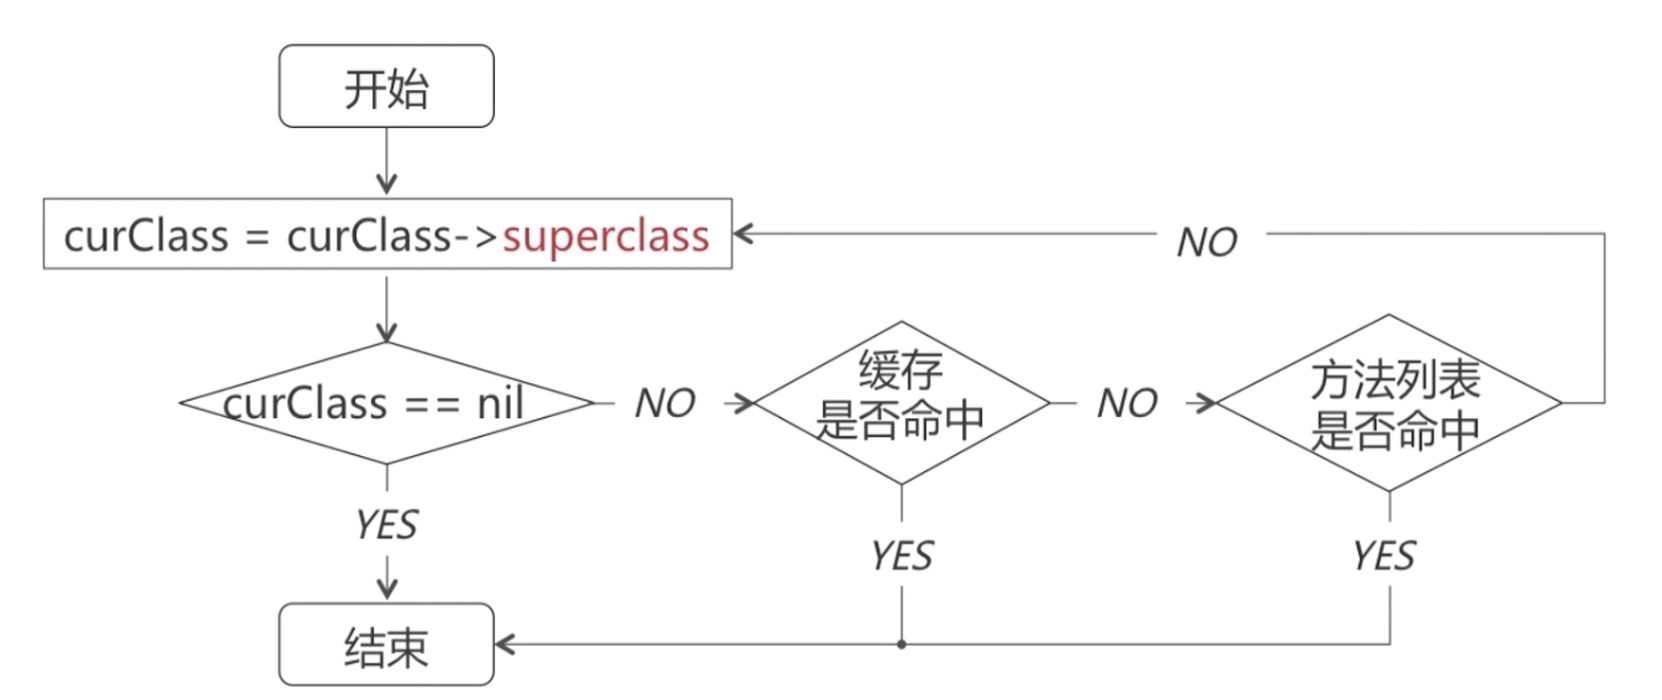 开始
curClass = curClass->superclass
NO
curClass == nil
NO
缓存
是否命中
NO
方法列表
是否命中
YES
YES
YES
结束